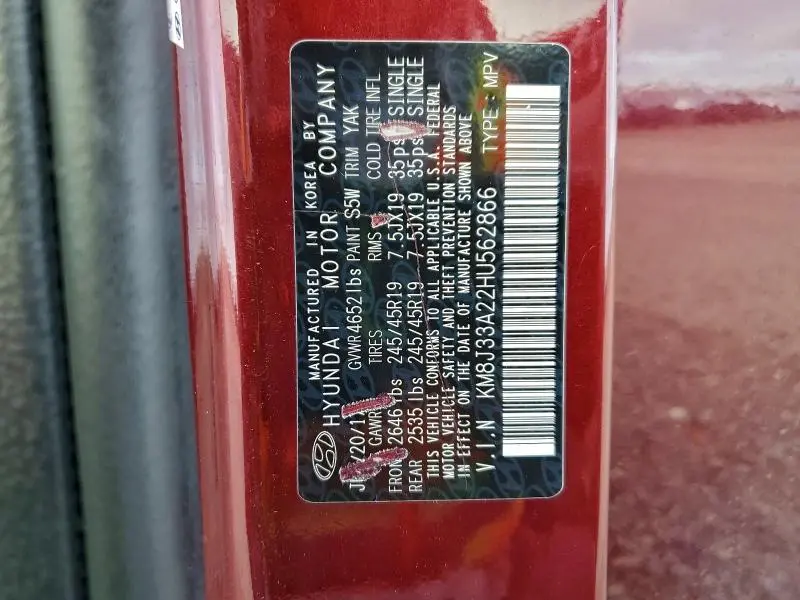 MANUFACTURED IN KOREA BY
HYUNDAI MOTOR COMPANY
/20/1 GVWR 4652 lbs PAINT S5W TRIM YAK
GAWR TIRES RIMS COLD TIRE INFL
2646 lbs 245/45R19 7.5JX19 35psi SINGLE
REAR 2535 lbs 245/45R19 7.5JX19 35psi SINGLE
THIS VEHICLE CONFORMS TO ALL APPLICABLE U.S.A. FEDERAL
MOTOR VEHICLE SAFETY AND THEFT PREVENTION STANDARDS
IN EFFECT ON THE DATE OF MANUFACTURE SHOWN ABOVE
V.I.N KM8J33A22HU562866 TYPE : MPV